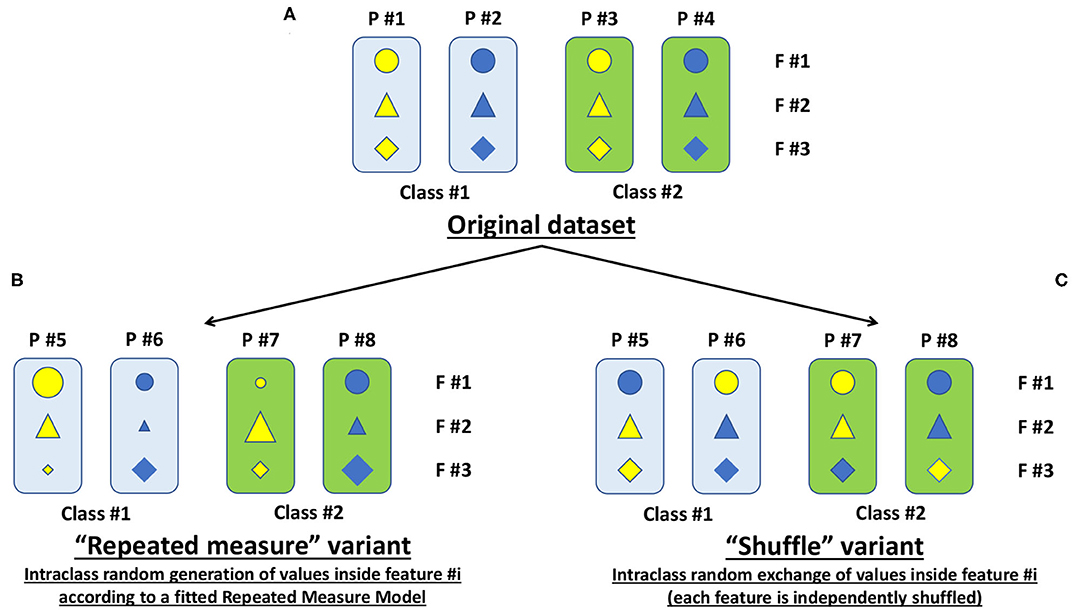 A
P #1 P #2 P #3 P #4
F #1
F #2
F #3
Class #1 Class #2
Original dataset
B
P #5 P #6 P #7 P #8
F #1
F #2
F #3
Class #1 Class #2
“Repeated measure” variant
Intraclass random generation of values inside feature #i
according to a fitted Repeated Measure Model
C
P #5 P #6 P #7 P #8
F #1
F #2
F #3
Class #1 Class #2
“Shuffle” variant
Intraclass random exchange of values inside feature #i
(each feature is independently shuffled)